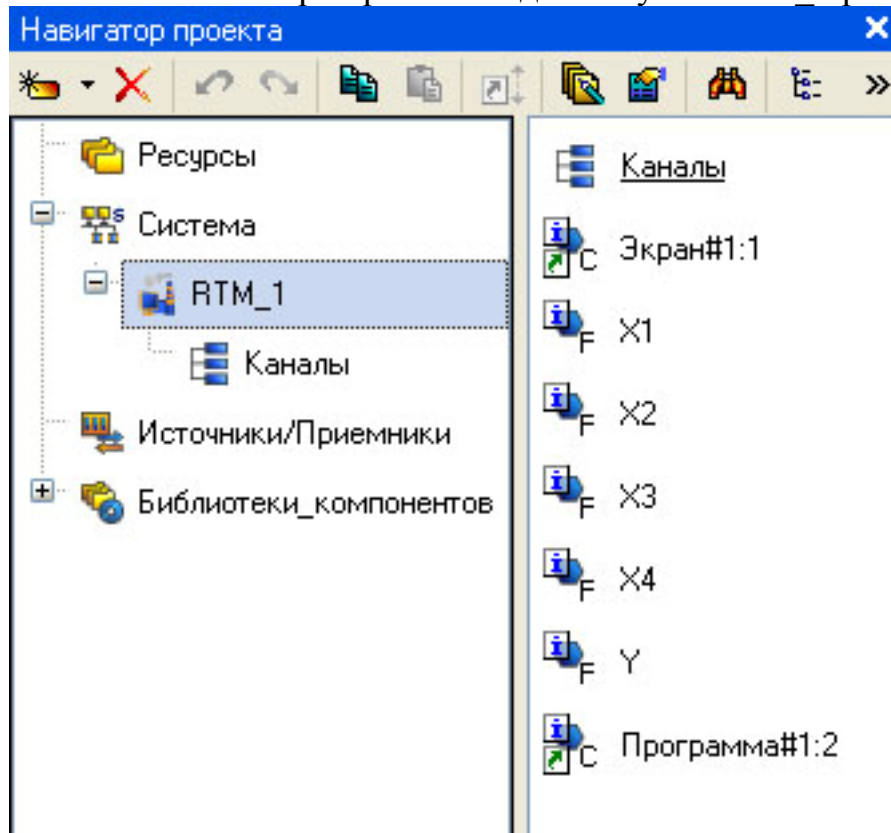 Навигатор проекта
Ресурсы
Система
RTM_1
Каналы
Источники/Приемники
Библиотеки_компонентов
Каналы
Экран#1:1
X1
X2
X3
X4
Y
Программа#1:2